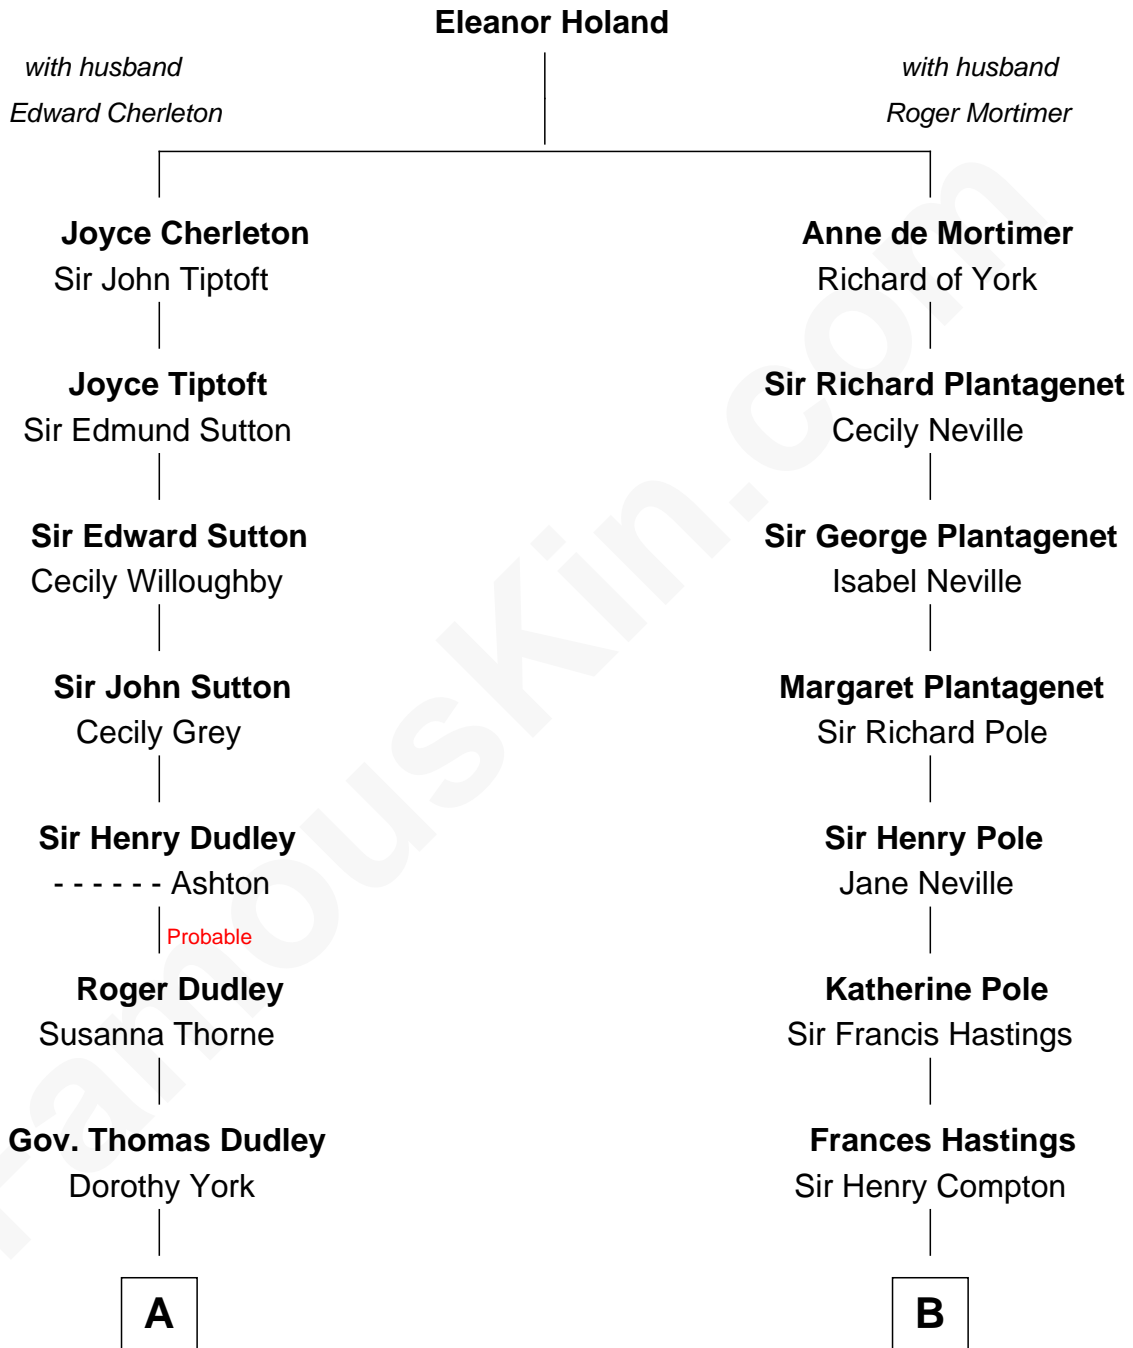 Eleanor Holand
with husband
Edward Cherleton
with husband
Roger Mortimer
Joyce Cherleton
Sir John Tiptoft
Anne de Mortimer
Richard of York
Joyce Tiptoft
Sir Edmund Sutton
Sir Richard Plantagenet
Cecily Neville
Sir Edward Sutton
Cecily Willoughby
Sir George Plantagenet
Isabel Neville
Sir John Sutton
Cecily Grey
Margaret Plantagenet
Sir Richard Pole
Sir Henry Dudley
- - - - - - Ashton
Sir Henry Pole
Jane Neville
Probable
Roger Dudley
Susanna Thorne
Katherine Pole
Sir Francis Hastings
Gov. Thomas Dudley
Dorothy York
Frances Hastings
Sir Henry Compton
A
B
FamousKin.com